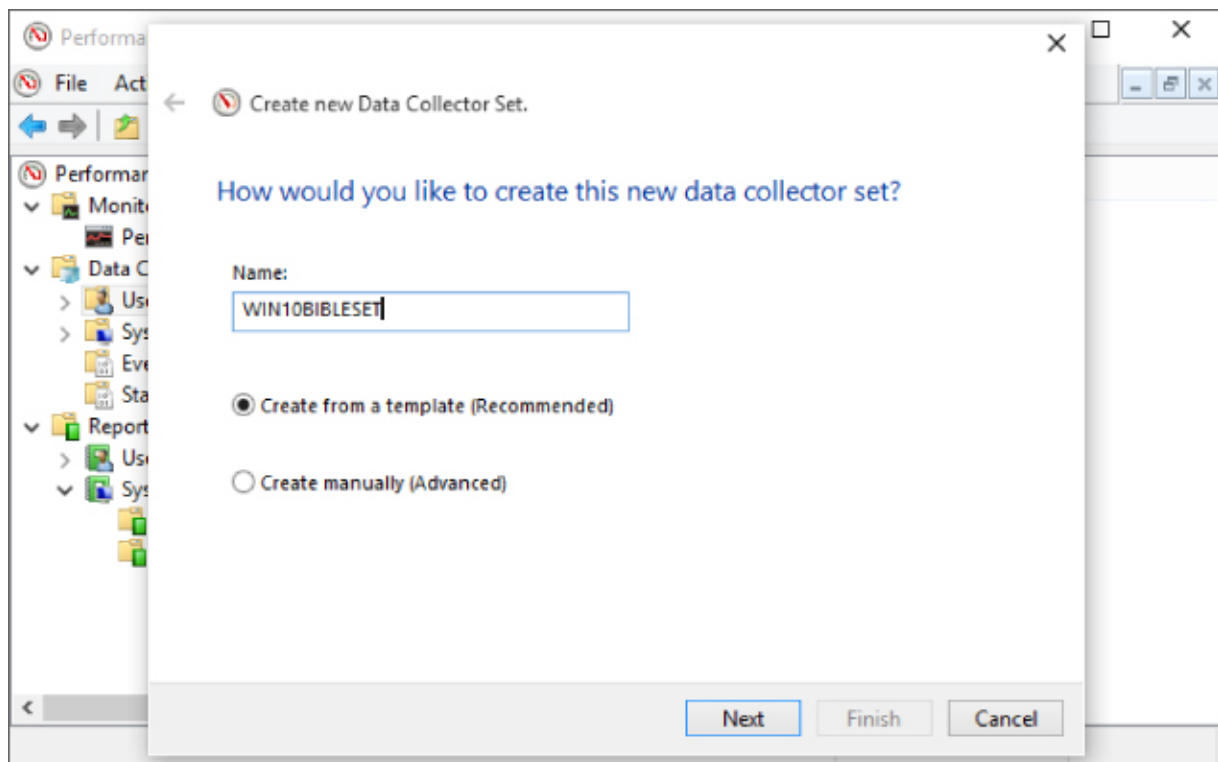 Performa
File Act
Create new Data Collector Set.
Performar
Monit
Per
Data C
Use
Sys
Eve
Sta
Report
Use
Sys
How would you like to create this new data collector set?
Name:
WIN10BIBLESET
Create from a template (Recommended)
Create manually (Advanced)
Next Finish Cancel